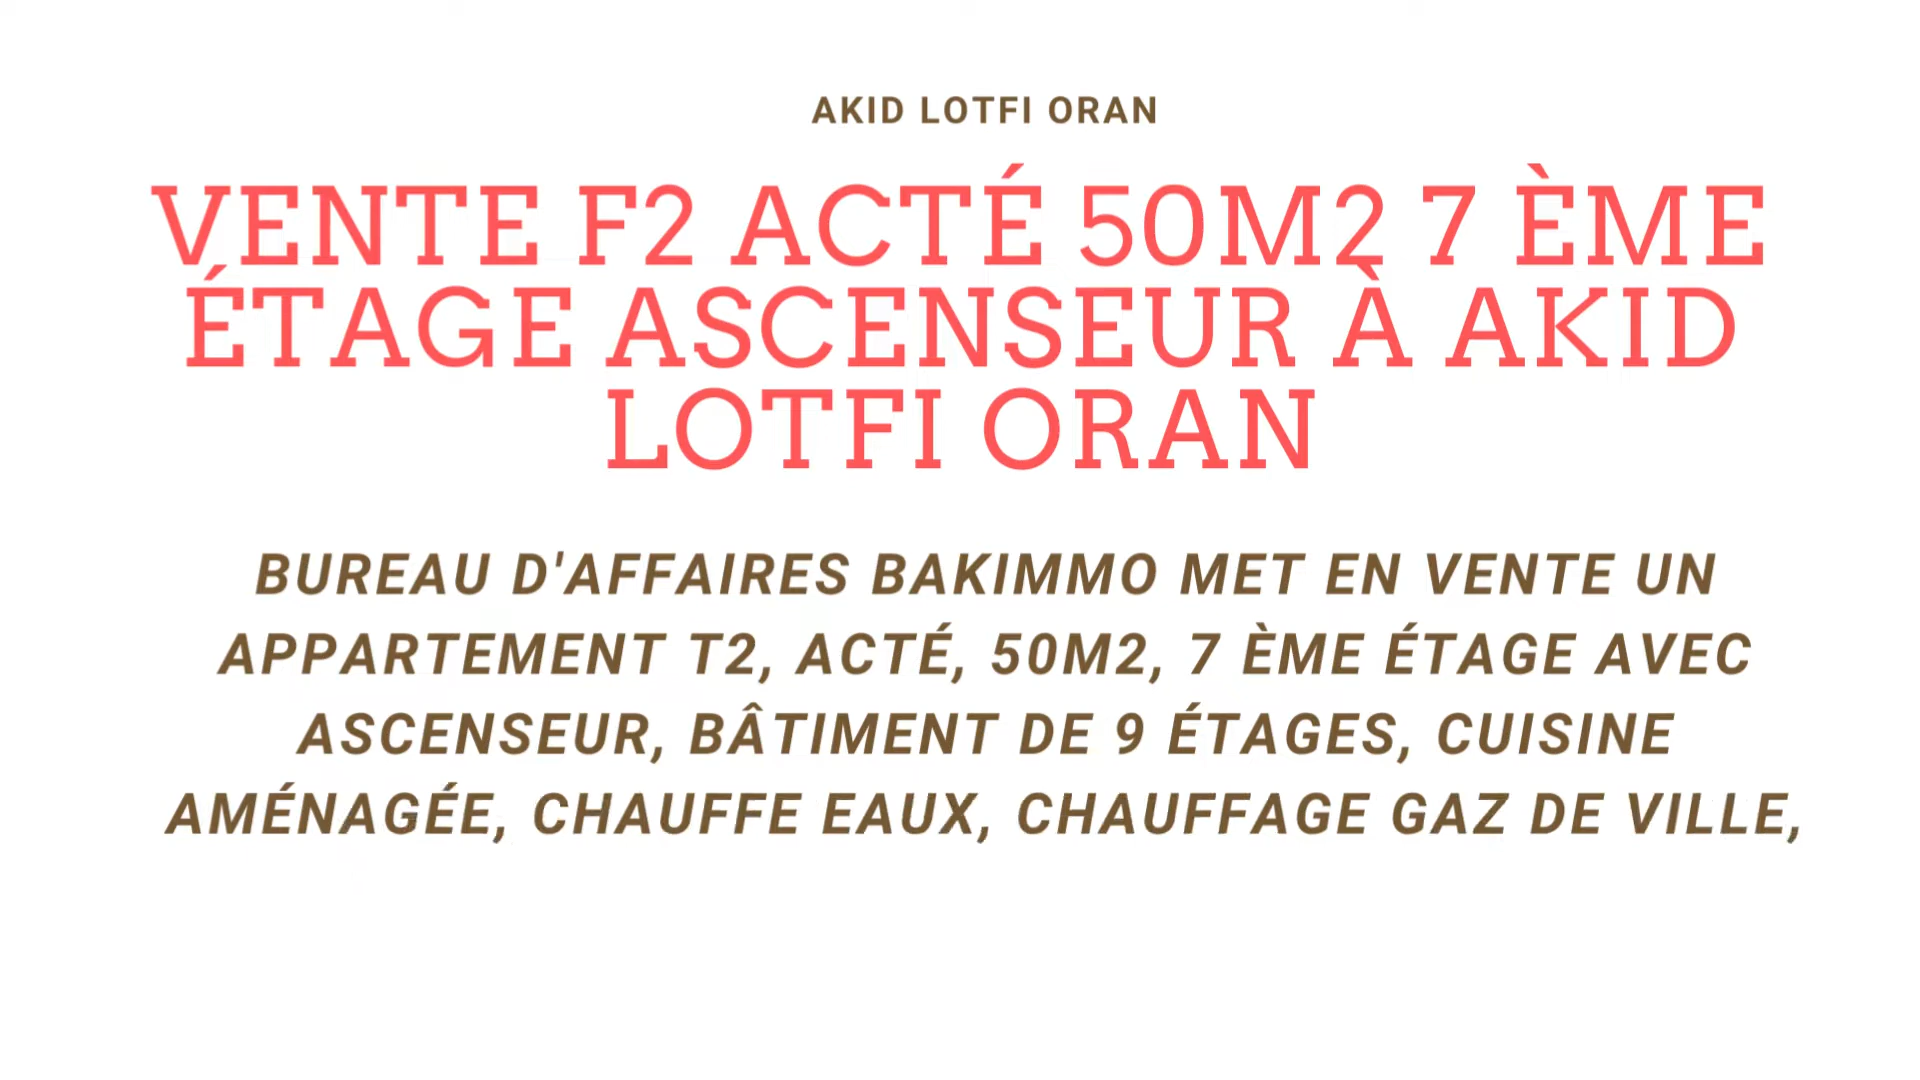 AKID LOTFI ORAN
VENTE F2 ACTÉ 50M2 7 ÈME
ÉTAGE ASCENSEUR À AKID
LOTFI ORAN
BUREAU D'AFFAIRES BAKIMMO MET EN VENTE UN
APPARTEMENT T2, ACTÉ, 50M2, 7 ÈME ÉTAGE AVEC
ASCENSEUR, BÂTIMENT DE 9 ÉTAGES, CUISINE
AMÉNAGÉE, CHAUFFE EAUX, CHAUFFAGE GAZ DE VILLE,